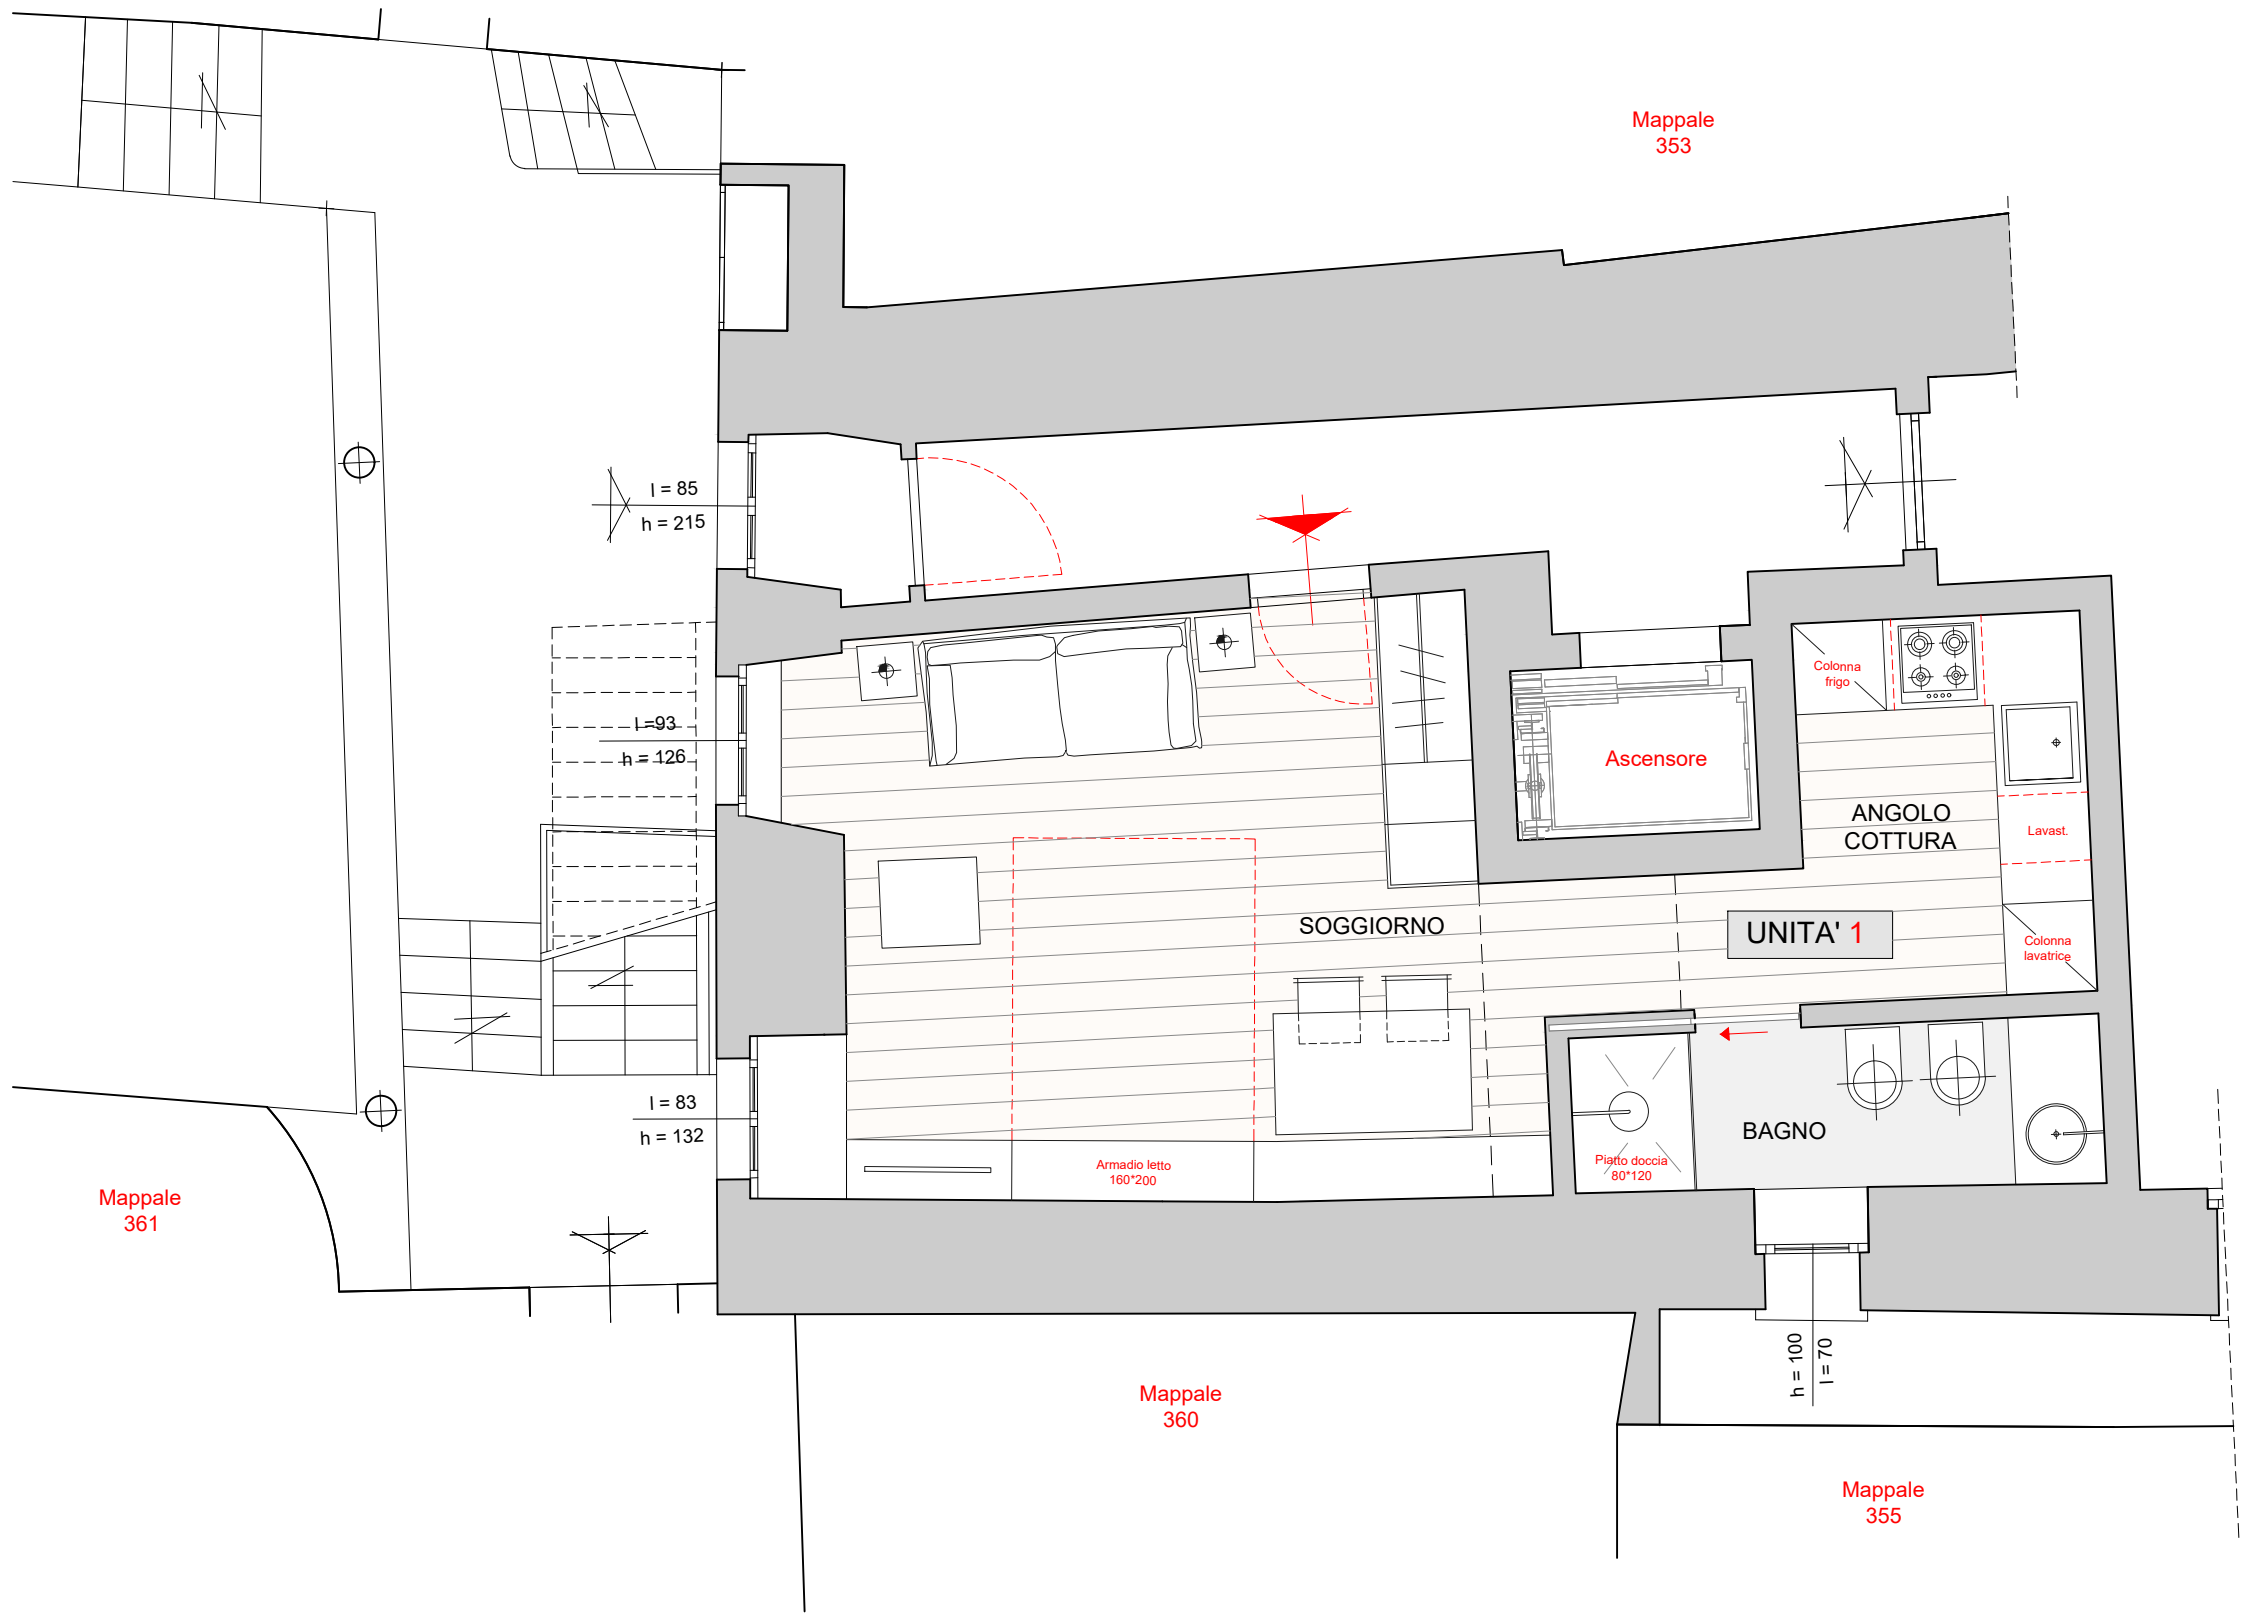 Mappale
353
l = 85
h = 215
Colonna
frigo
l =93
h = 126
Ascensore
ANGOLO
COTTURA
Lavast.
SOGGIORNO
UNITA' 1
Colonna
lavatrice
l = 83
h = 132
BAGNO
Armadio letto
160*200
Piatto doccia
80*120
Mappale
361
h = 100
l = 70
Mappale
360
Mappale
355